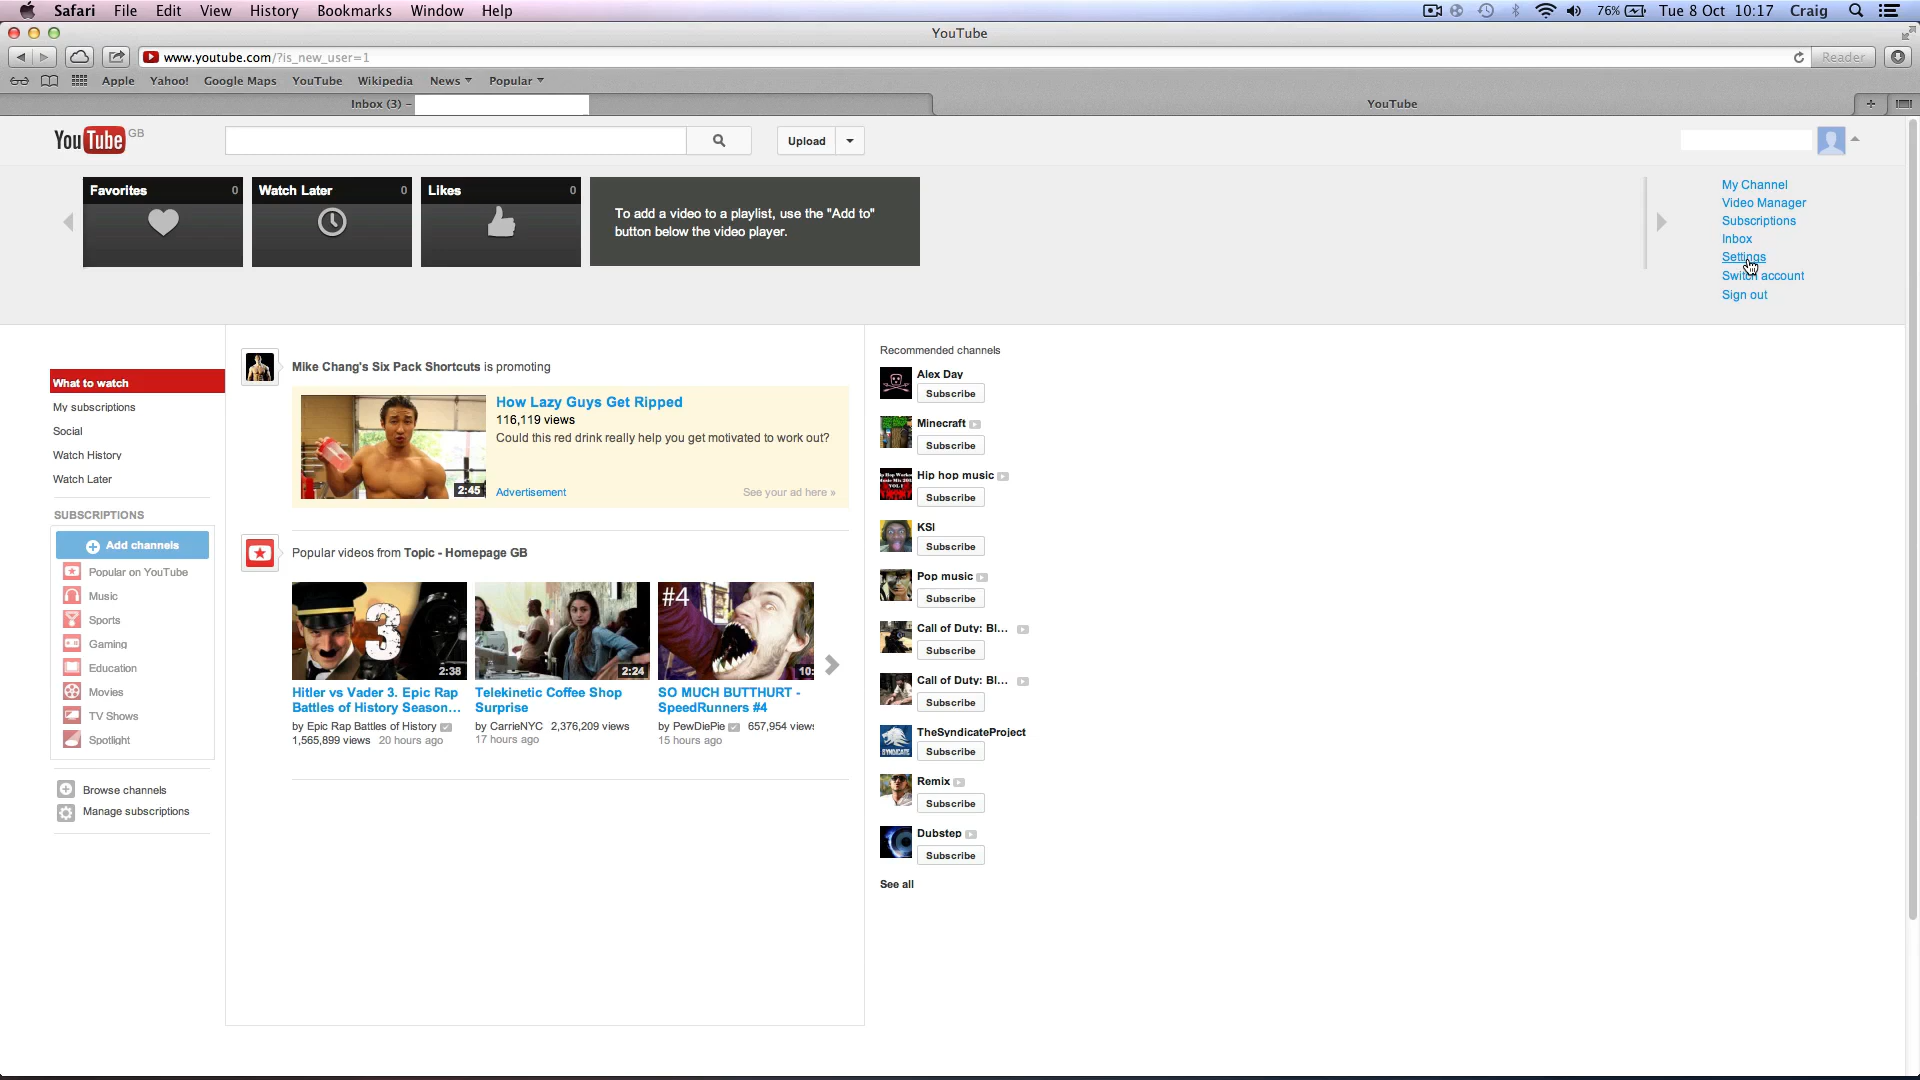 Safari File Edit View History Bookmarks Window Help
76% Tue 8 Oct 10:17 Craig
YouTube
www.youtube.com/?is_new_user=1
Reader
Apple Yahoo! Google Maps YouTube Wikipedia News Popular
Inbox (3) –
YouTube
YouTube GB
Upload
Favorites 0
Watch Later 0
Likes 0
To add a video to a playlist, use the "Add to"
button below the video player.
My Channel
Video Manager
Subscriptions
Inbox
Settings
Switch account
Sign out
What to watch
My subscriptions
Social
Watch History
Watch Later
SUBSCRIPTIONS
Add channels
Popular on YouTube
Music
Sports
Gaming
Education
Movies
TV Shows
Spotlight
Browse channels
Manage subscriptions
Mike Chang's Six Pack Shortcuts is promoting
How Lazy Guys Get Ripped
116,119 views
Could this red drink really help you get motivated to work out?
2:45
Advertisement
See your ad here »
Popular videos from Topic - Homepage GB
3
2:38
Hitler vs Vader 3. Epic Rap
Battles of History Season...
by Epic Rap Battles of History
1,565,899 views 20 hours ago
2:24
Telekinetic Coffee Shop
Surprise
by CarrieNYC 2,376,209 views
17 hours ago
#4
10:
SO MUCH BUTTHURT -
SpeedRunners #4
by PewDiePie 657,954 views
15 hours ago
Recommended channels
Alex Day
Subscribe
Minecraft
Subscribe
Hip hop music
Subscribe
KSI
Subscribe
Pop music
Subscribe
Call of Duty: Bl...
Subscribe
Call of Duty: Bl...
Subscribe
TheSyndicateProject
SYNDICATE
Subscribe
Remix
Subscribe
Dubstep
Subscribe
See all